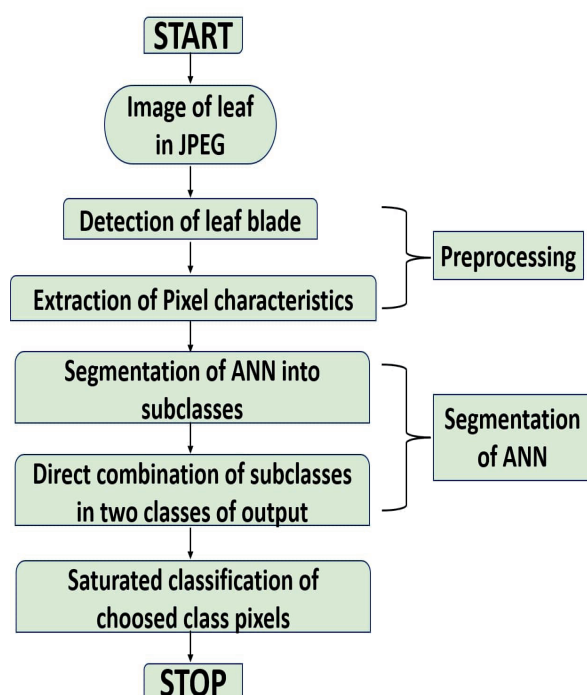 START
Image of leaf
in JPEG
Detection of leaf blade
Extraction of Pixel characteristics
Preprocessing
Segmentation of ANN into
subclasses
Direct combination of subclasses
in two classes of output
Segmentation
of ANN
Saturated classification of
choosed class pixels
STOP